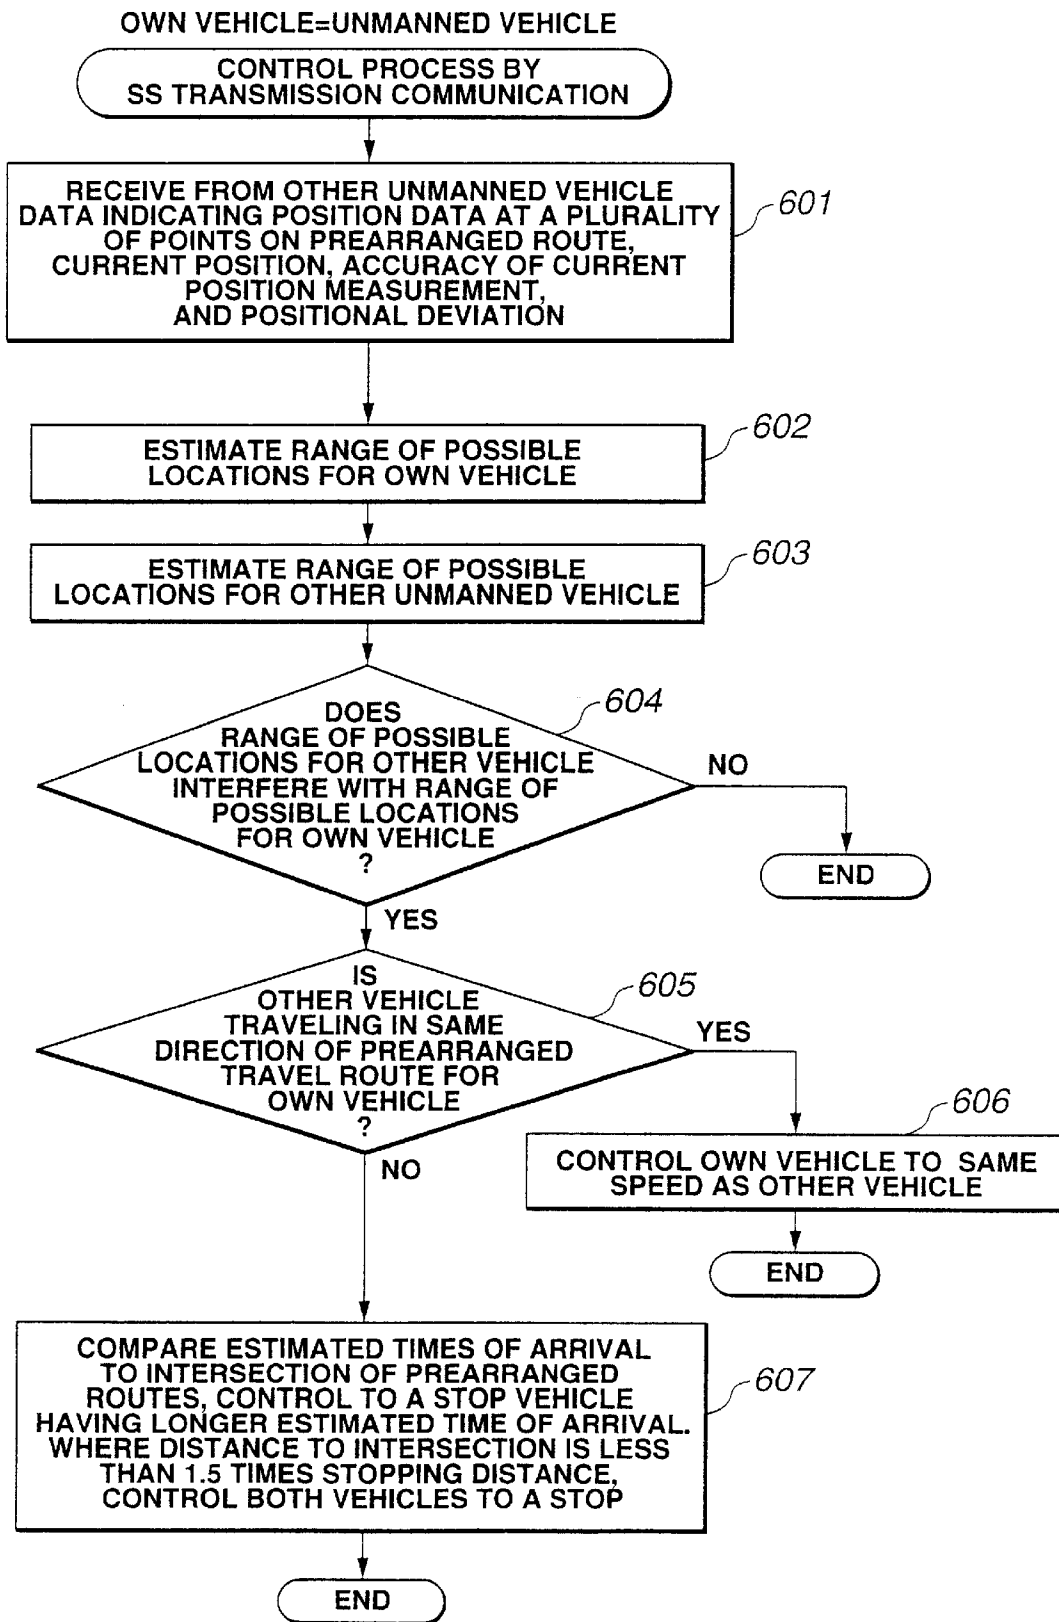 OWN VEHICLE=UNMANNED VEHICLE
CONTROL PROCESS BY
SS TRANSMISSION COMMUNICATION
RECEIVE FROM OTHER UNMANNED VEHICLE
DATA INDICATING POSITION DATA AT A PLURALITY
OF POINTS ON PREARRANGED ROUTE,
CURRENT POSITION, ACCURACY OF CURRENT
POSITION MEASUREMENT,
AND POSITIONAL DEVIATION
601
ESTIMATE RANGE OF POSSIBLE
LOCATIONS FOR OWN VEHICLE
602
ESTIMATE RANGE OF POSSIBLE
LOCATIONS FOR OTHER UNMANNED VEHICLE
603
DOES
RANGE OF POSSIBLE
LOCATIONS FOR OTHER VEHICLE
INTERFERE WITH RANGE OF
POSSIBLE LOCATIONS
FOR OWN VEHICLE
?
604
NO
END
YES
IS
OTHER VEHICLE
TRAVELING IN SAME
DIRECTION OF PREARRANGED
TRAVEL ROUTE FOR
OWN VEHICLE
?
605
YES
606
CONTROL OWN VEHICLE TO SAME
SPEED AS OTHER VEHICLE
END
NO
COMPARE ESTIMATED TIMES OF ARRIVAL
TO INTERSECTION OF PREARRANGED
ROUTES, CONTROL TO A STOP VEHICLE
HAVING LONGER ESTIMATED TIME OF ARRIVAL.
WHERE DISTANCE TO INTERSECTION IS LESS
THAN 1.5 TIMES STOPPING DISTANCE,
CONTROL BOTH VEHICLES TO A STOP
607
END